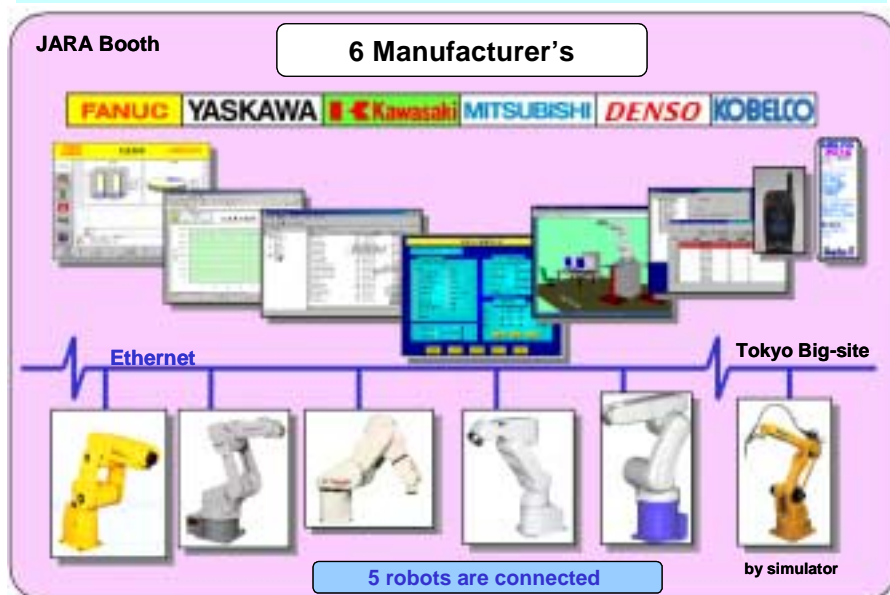 JARA Booth
6 Manufacturer’s
FANUC YASKAWA Kawasaki MITSUBISHI DENSO KOBELCO
Ethernet
Tokyo Big-site
5 robots are connected
by simulator